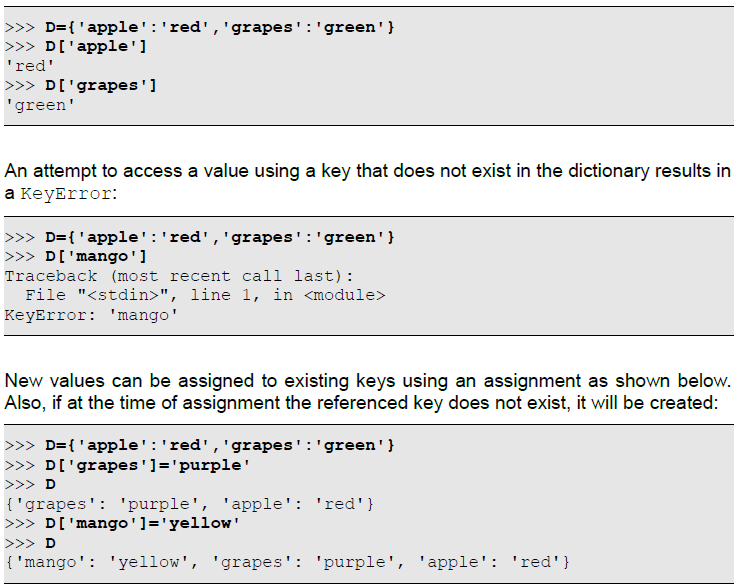 >>> D={'apple':'red','grapes':'green'}
>>> D['apple']
'red'
>>> D['grapes']
'green'
An attempt to access a value using a key that does not exist in the dictionary results in
a KeyError:
>>> D={'apple':'red','grapes':'green'}
>>> D['mango']
Traceback (most recent call last):
  File "<stdin>", line 1, in <module>
KeyError: 'mango'
New values can be assigned to existing keys using an assignment as shown below.
Also, if at the time of assignment the referenced key does not exist, it will be created:
>>> D={'apple':'red','grapes':'green'}
>>> D['grapes']='purple'
>>> D
{'grapes': 'purple', 'apple': 'red'}
>>> D['mango']='yellow'
>>> D
{'mango': 'yellow', 'grapes': 'purple', 'apple': 'red'}